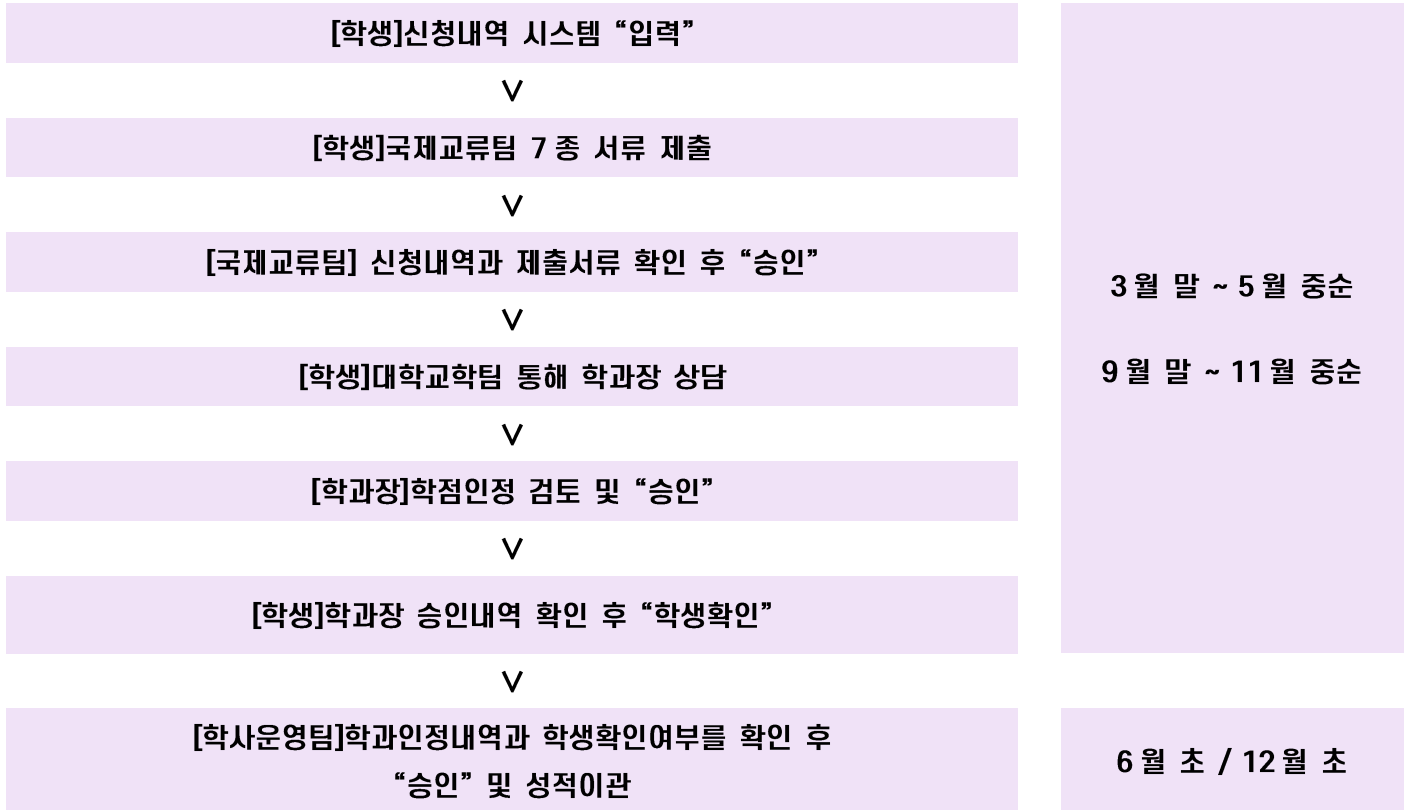 [학생]신청내역 시스템 “입력”
∨
[학생]국제교류팀 7종 서류 제출
∨
[국제교류팀] 신청내역과 제출서류 확인 후 “승인”
∨
[학생]대학교학팀 통해 학과장 상담
∨
[학과장]학점인정 검토 및 “승인”
∨
[학생]학과장 승인내역 확인 후 “학생확인”
∨
[학사운영팀]학과인정내역과 학생확인여부를 확인 후
“승인” 및 성적이관
3월 말 ~ 5월 중순
9월 말 ~ 11월 중순
6월 초 / 12월 초